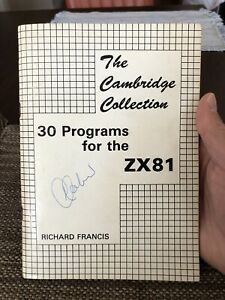 The
Cambridge
Collection
30 Programs
for the
ZX81
RICHARD FRANCIS